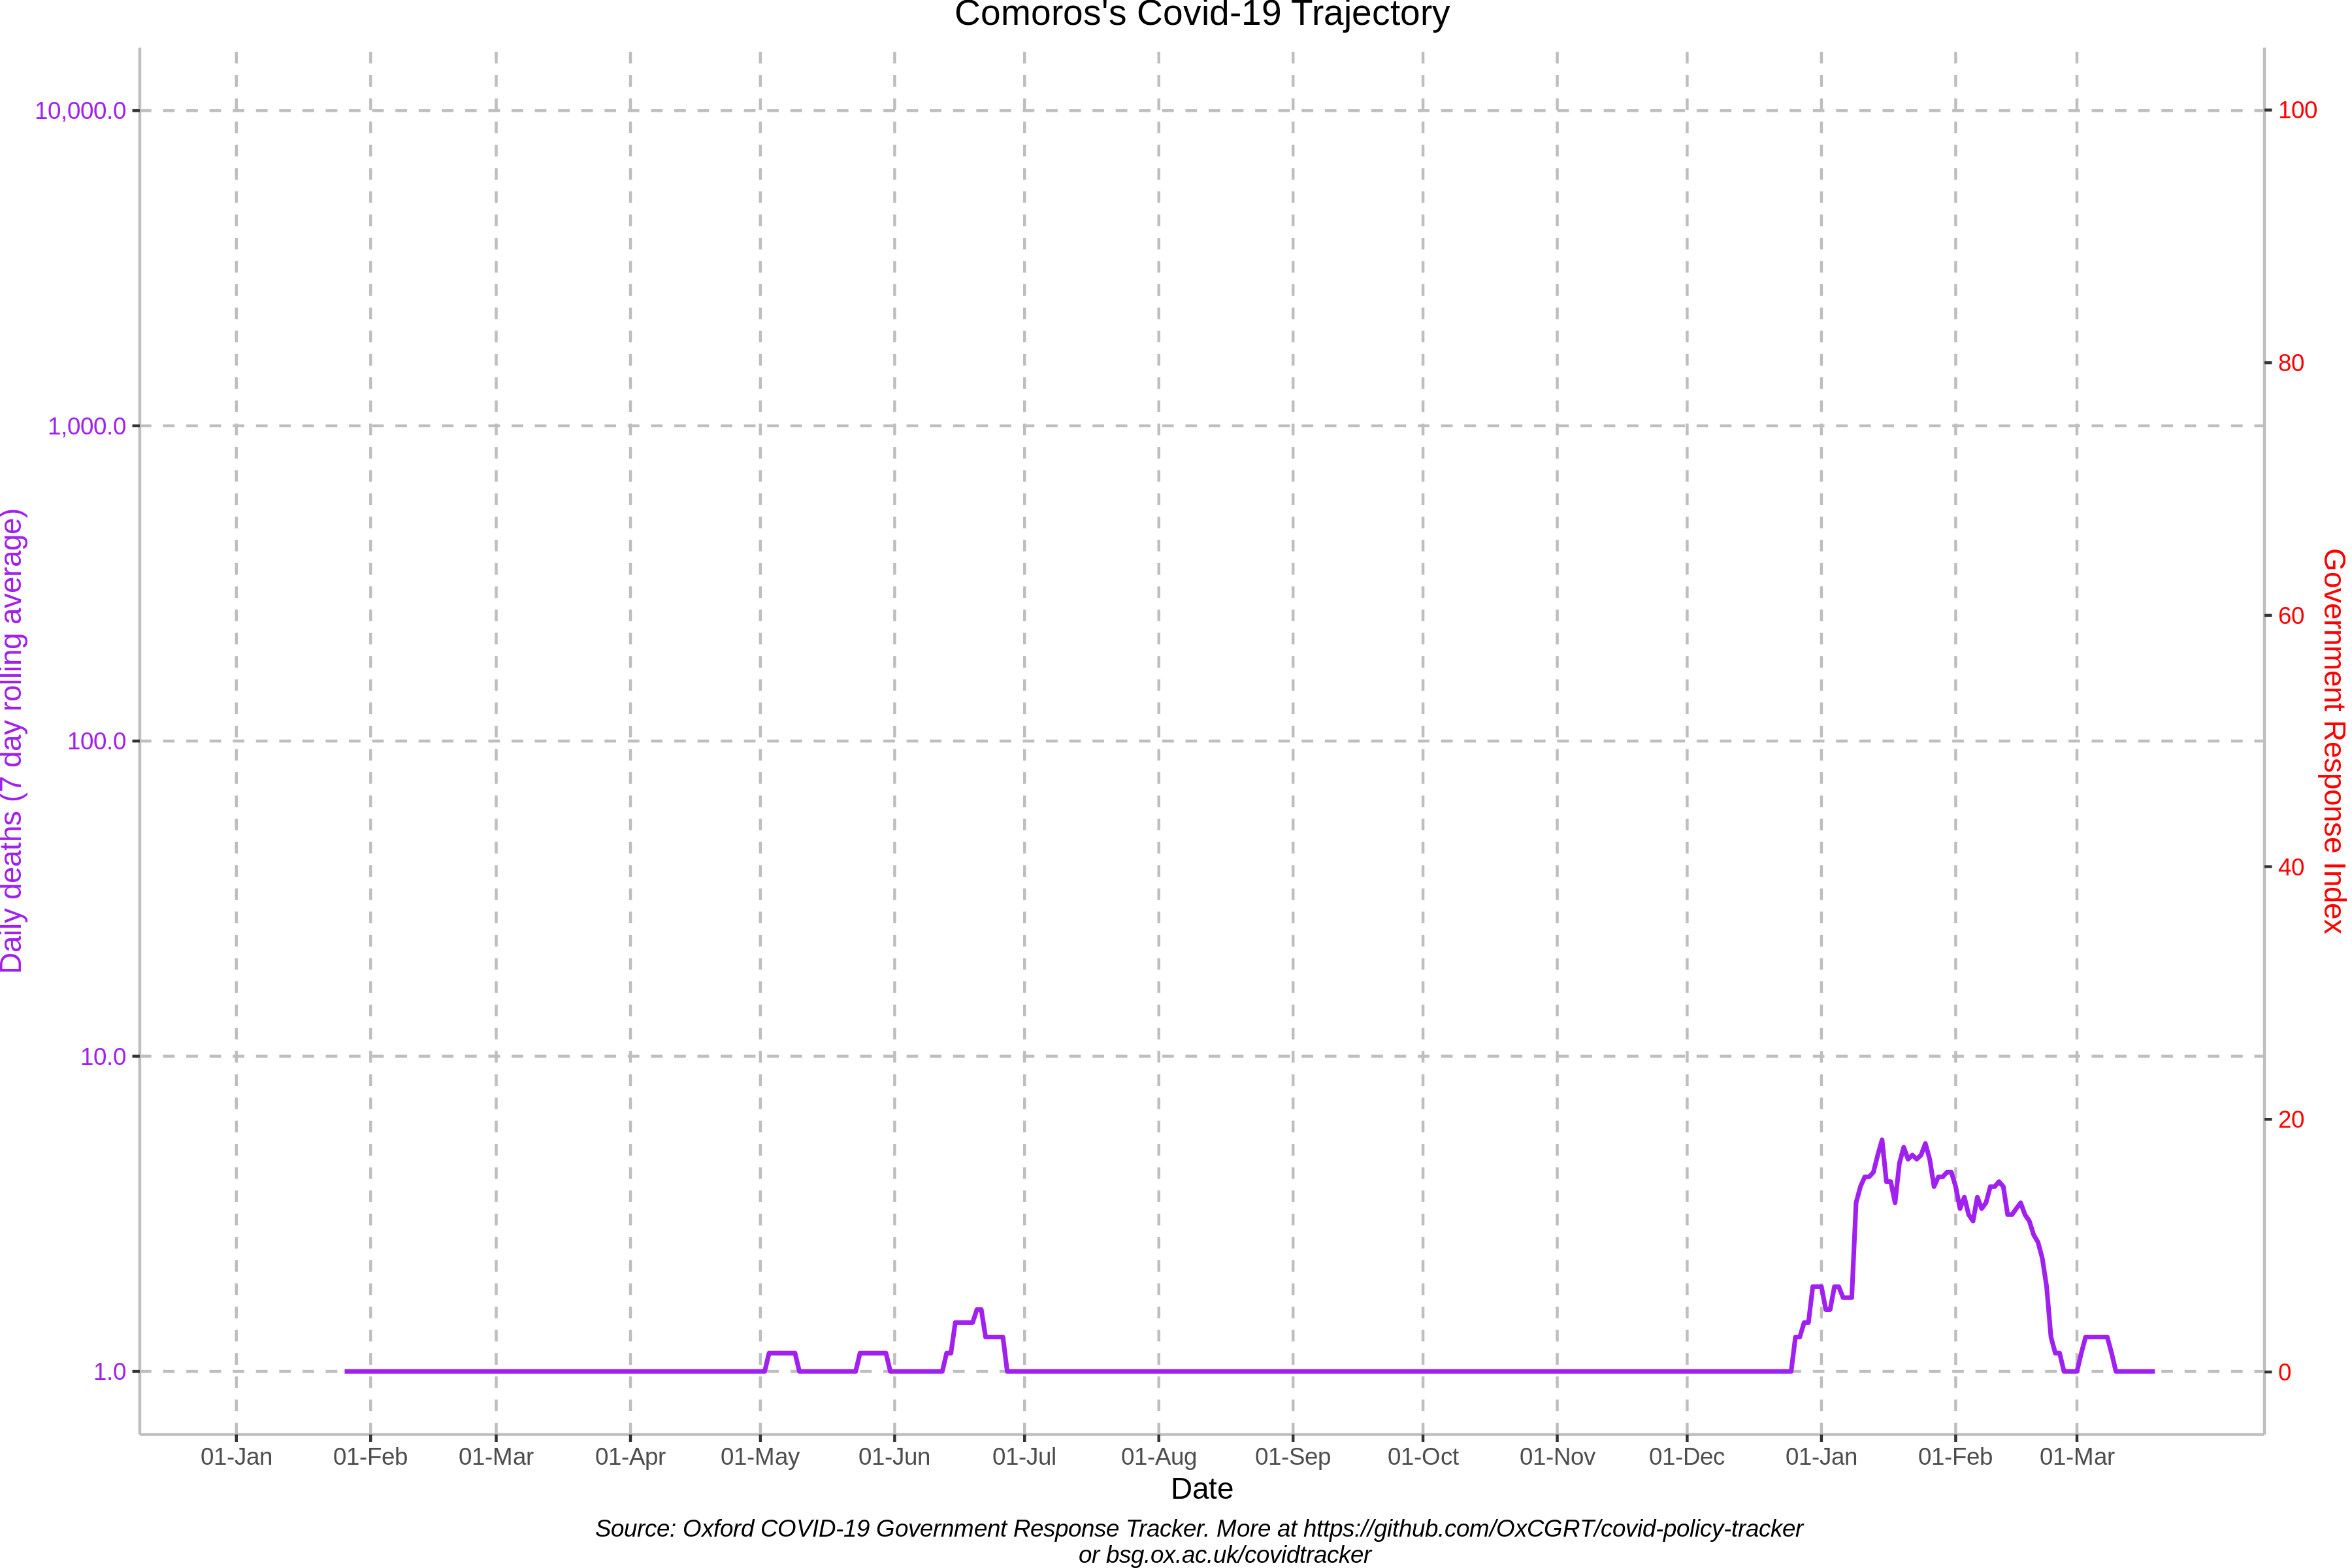 Comoros's Covid-19 Trajectory
10,000.0
1,000.0
100.0
10.0
1.0
Daily deaths (7 day rolling average)
100
80
60
40
20
0
Government Response Index
01-Jan 01-Feb 01-Mar 01-Apr 01-May 01-Jun 01-Jul 01-Aug 01-Sep 01-Oct 01-Nov 01-Dec 01-Jan 01-Feb 01-Mar
Date
Source: Oxford COVID-19 Government Response Tracker. More at https://github.com/OxCGRT/covid-policy-tracker
or bsg.ox.ac.uk/covidtracker